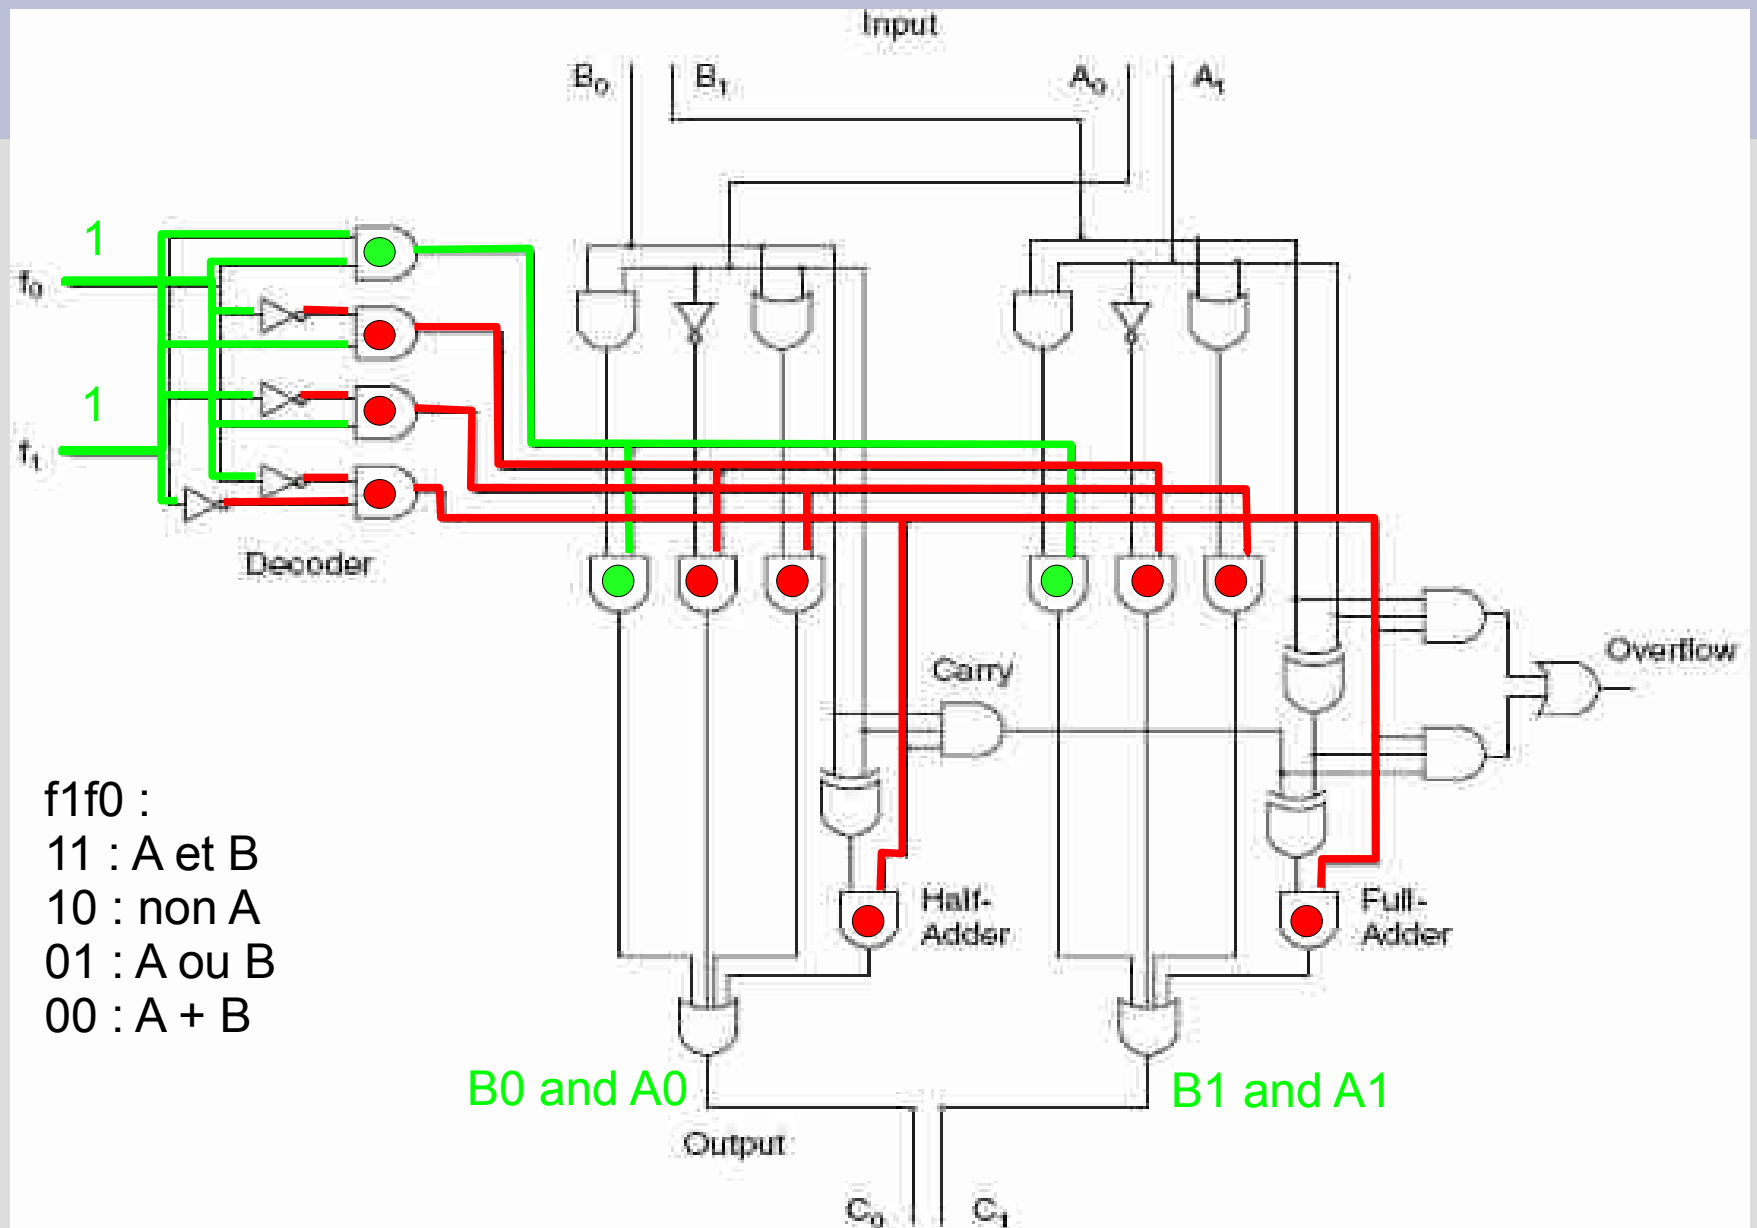 Input
B₀ B₁ A₀ A₁
1
f₀
1
f₁
Decoder
Overflow
Carry
f1f0 :
11 : A et B
10 : non A
01 : A ou B
00 : A + B
Half-
Adder
Full-
Adder
B0 and A0
B1 and A1
Output
C₀ C₁